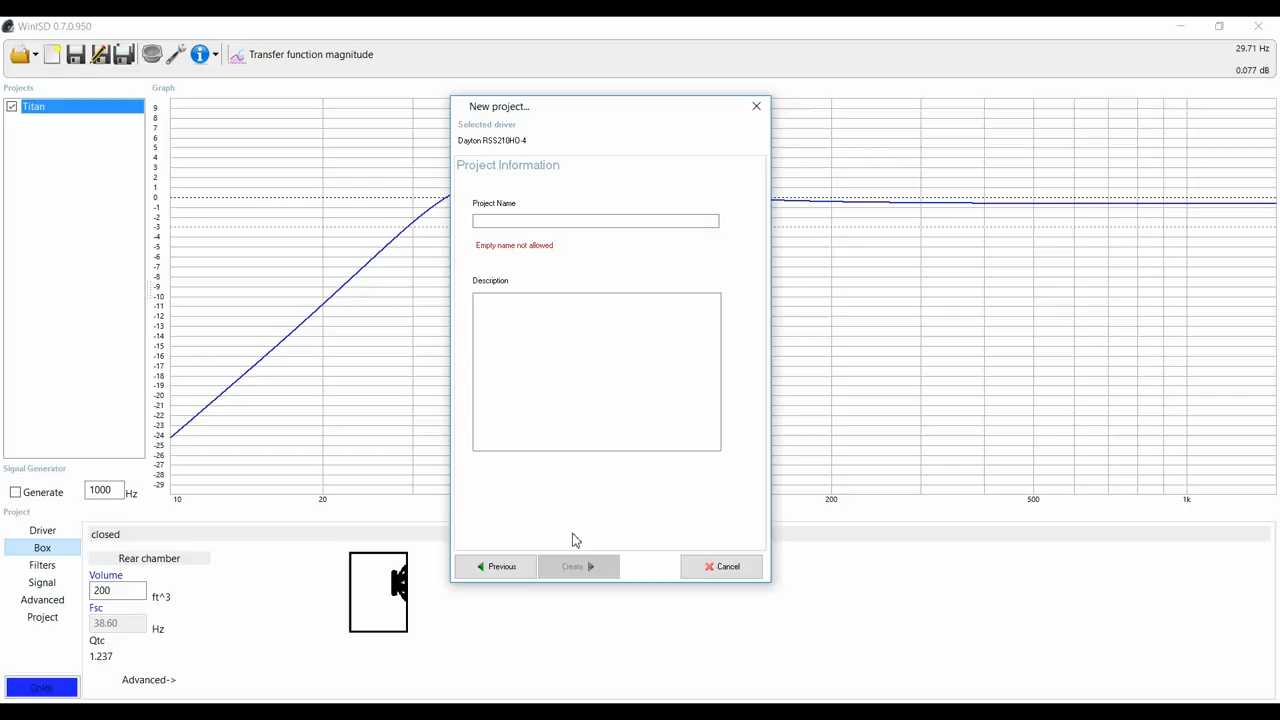 WinISD 0.7.0.950
Transfer function magnitude
29.71 Hz
0.077 dB
Projects
Graph
Titan
9
8
7
6
5
4
3
2
1
0
-1
-2
-3
-4
-5
-6
-7
-8
-9
-10
-11
-12
-13
-14
-15
-16
-17
-18
-19
-20
-21
-22
-23
-24
-25
-26
-27
-28
-29
10
20
200
500
1k
New project...
Selected driver
Dayton RSS210HO-4
Project Information
Project Name
Empty name not allowed
Description
Previous
Create
Cancel
Signal Generator
Generate
1000
Hz
Project
Driver
Box
Filters
Signal
Advanced
Project
Color
closed
Rear chamber
Volume
200
ft^3
Fsc
38.60
Hz
Qtc
1.237
Advanced->